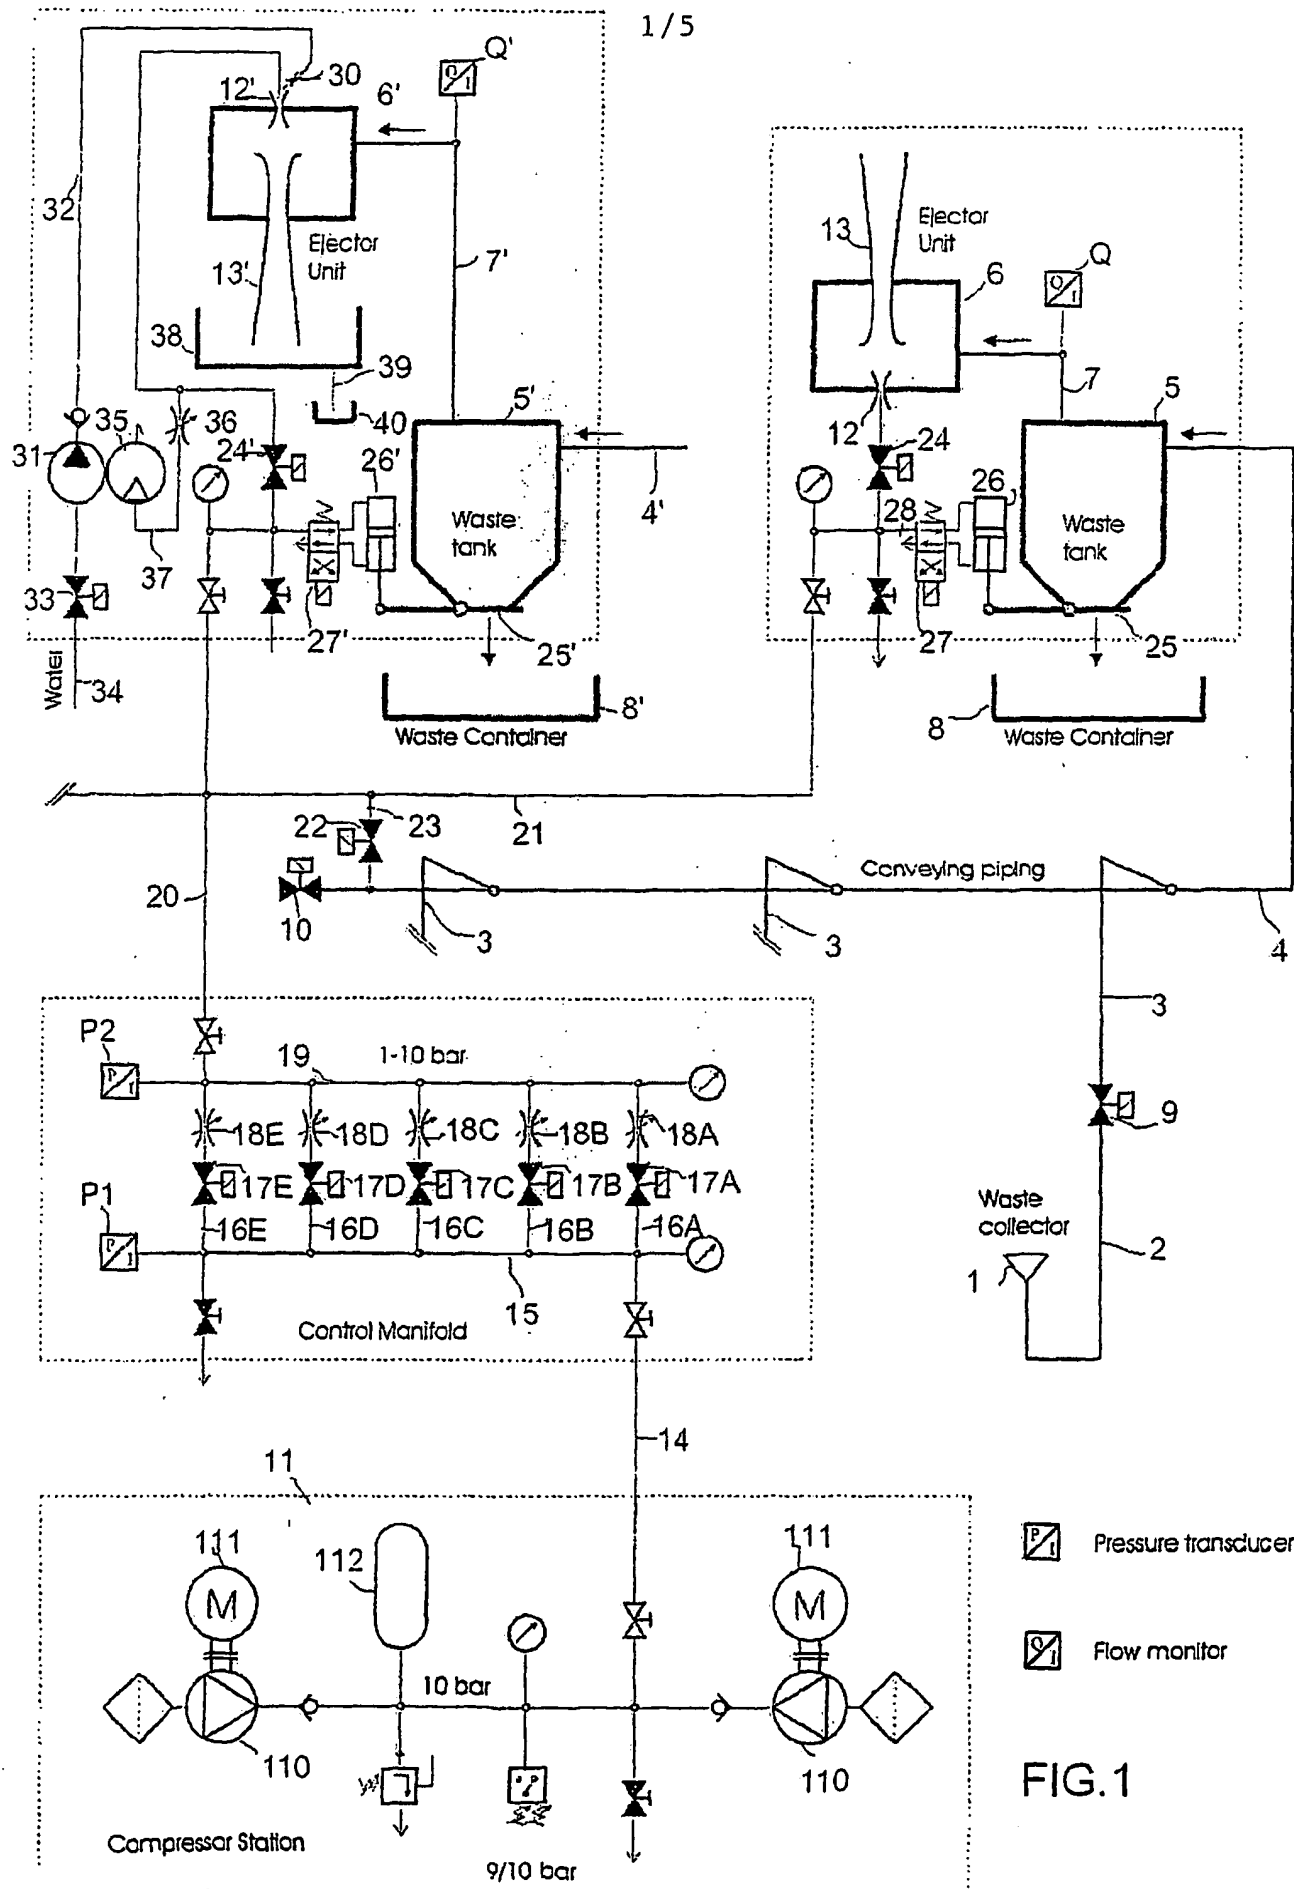 1/5
Q'
Q/I
30
12'
6'
32
Ejector
Unit
13'
7'
38
39
40
5'
35
36
31
24'
26'
4'
Waste
tank
37
33
27'
25'
Water
34
8'
Waste Container
Ejector
Unit
13
6
Q
Q/I
7
5
12
24
26
28
Waste
tank
27
25
8
Waste Container
22
23
21
20
10
3
3
Conveying piping
4
3
9
Waste
collector
1
2
P2
P/I
19
1-10 bar
18E
18D
18C
18B
18A
17E
17D
17C
17B
17A
P1
P/I
16E
16D
16C
16B
16A
15
Control Manifold
14
11
111
M
112
111
M
10 bar
110
110
Compressor Station
9/10 bar
P/I
Pressure transducer
Q/I
Flow monitor
FIG.1